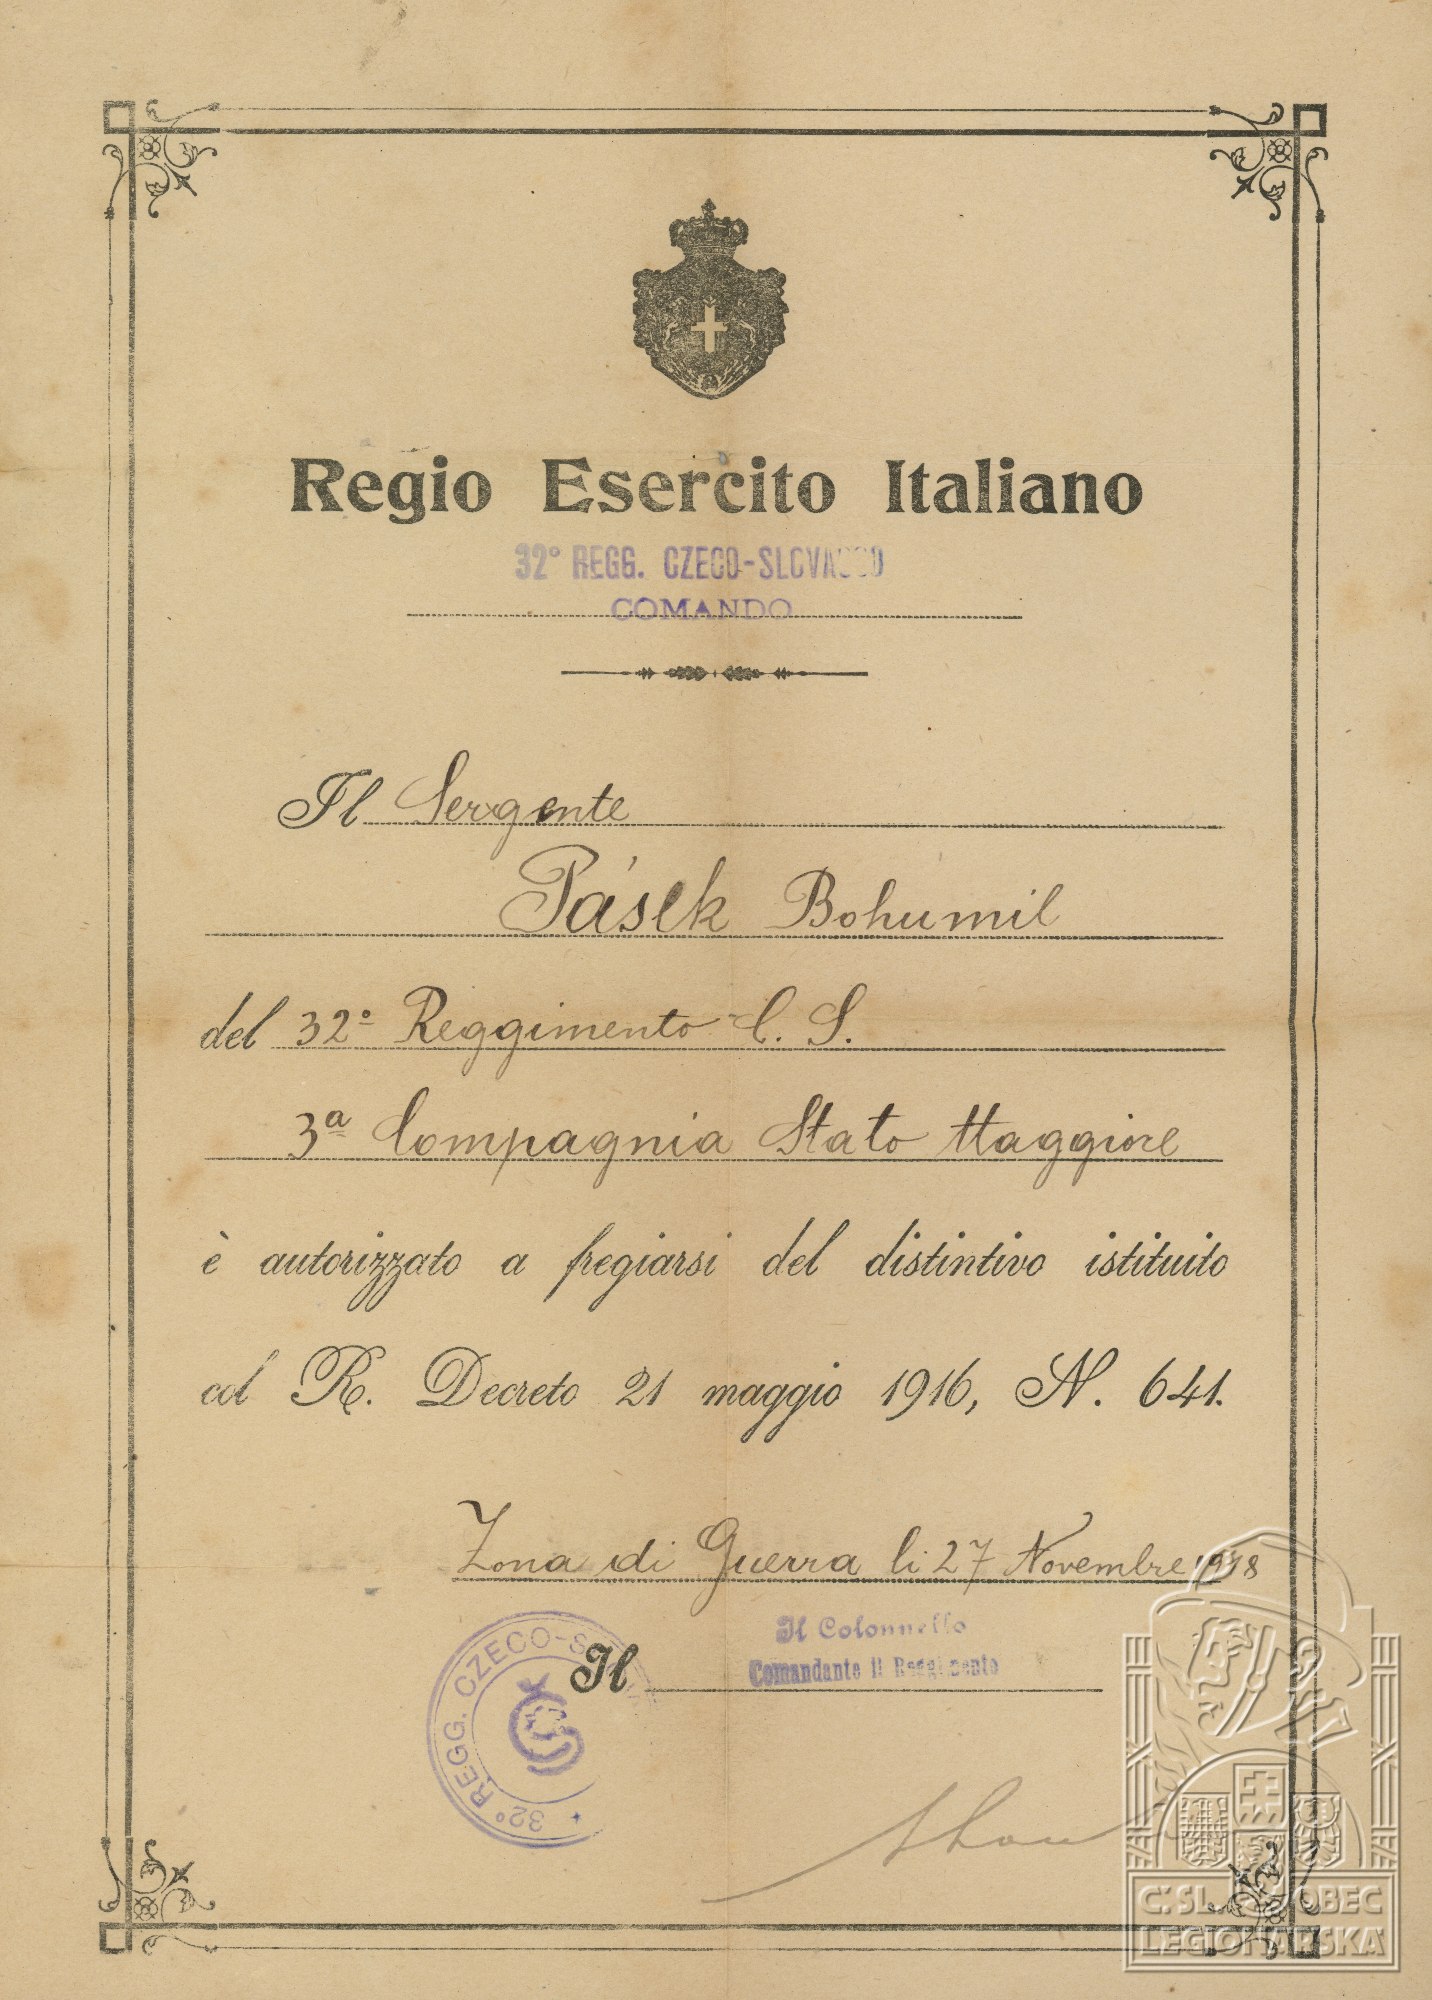 Regio Esercito Italiano
32° REGG. CZECO-SLOVACCO
COMANDO
Il Sergente
Pásek Bohumil
del 32° Reggimento C. S.
3ª Compagnia Stato Maggiore
è autorizzato a fregiarsi del distintivo istituito
col R. Decreto 21 maggio 1916, N. 641.
Zona di Guerra li 27 Novembre 1918
Il Colonnello
Il Comandante il Reggimento
32° REGG. CZECO-S
ČS
Č.SL. OBEC
LEGIONÁŘSKÁ